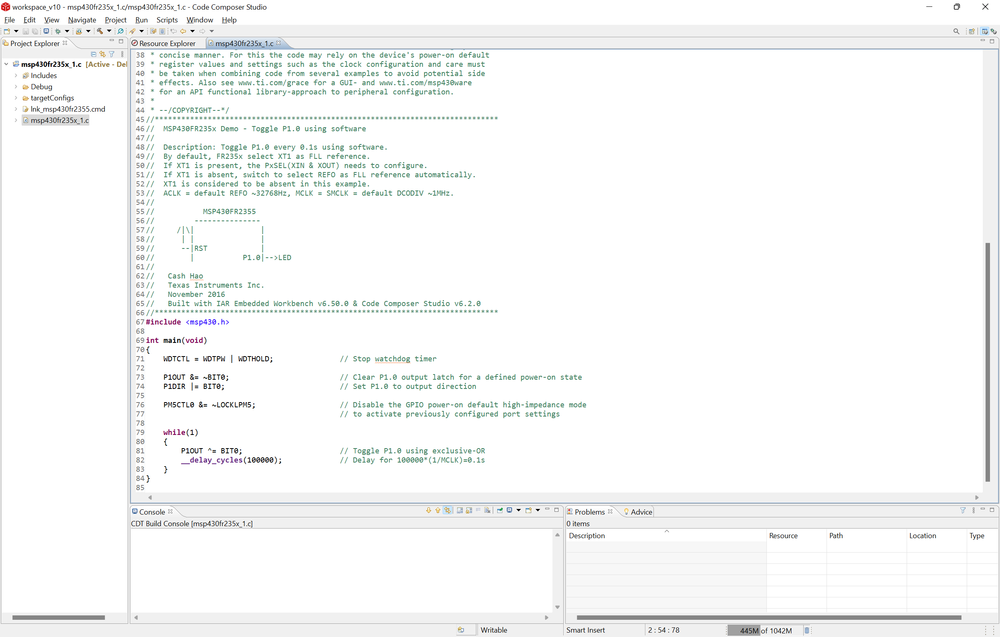 workspace_v10 - msp430fr235x_1.c/msp430fr235x_1.c - Code Composer Studio
File Edit View Navigate Project Run Scripts Window Help
Project Explorer
Resource Explorer
msp430fr235x_1.c
msp430fr235x_1.c [Active - Del
Includes
Debug
targetConfigs
lnk_msp430fr2355.cmd
msp430fr235x_1.c
38 * concise manner. For this the code may rely on the device's power-on default
39 * register values and settings such as the clock configuration and care must
40 * be taken when combining code from several examples to avoid potential side
41 * effects. Also see www.ti.com/grace for a GUI- and www.ti.com/msp430ware
42 * for an API functional library-approach to peripheral configuration.
43 *
44 * --/COPYRIGHT--*/
45 //******************************************************************************
46 //  MSP430FR235x Demo - Toggle P1.0 using software
47 //
48 //  Description: Toggle P1.0 every 0.1s using software.
49 //  By default, FR235x select XT1 as FLL reference.
50 //  If XT1 is present, the PxSEL(XIN & XOUT) needs to configure.
51 //  If XT1 is absent, switch to select REFO as FLL reference automatically.
52 //  XT1 is considered to be absent in this example.
53 //  ACLK = default REFO ~32768Hz, MCLK = SMCLK = default DCODIV ~1MHz.
54 //
55 //           MSP430FR2355
56 //         ---------------
57 //     /|\|               |
58 //      | |               |
59 //      --|RST            |
60 //        |           P1.0|-->LED
61 //
62 //   Cash Hao
63 //   Texas Instruments Inc.
64 //   November 2016
65 //   Built with IAR Embedded Workbench v6.50.0 & Code Composer Studio v6.2.0
66 //******************************************************************************
67 #include <msp430.h>
68
69 int main(void)
70 {
71     WDTCTL = WDTPW | WDTHOLD;               // Stop watchdog timer
72
73     P1OUT &= ~BIT0;                         // Clear P1.0 output latch for a defined power-on state
74     P1DIR |= BIT0;                          // Set P1.0 to output direction
75
76     PM5CTL0 &= ~LOCKLPM5;                   // Disable the GPIO power-on default high-impedance mode
77                                             // to activate previously configured port settings
78
79     while(1)
80     {
81         P1OUT ^= BIT0;                      // Toggle P1.0 using exclusive-OR
82         __delay_cycles(100000);             // Delay for 100000*(1/MCLK)=0.1s
83     }
84 }
85
Console
CDT Build Console [msp430fr235x_1.c]
Problems
Advice
0 items
Description Resource Path Location Type
Writable
Smart Insert
2 : 54 : 78
445M of 1042M